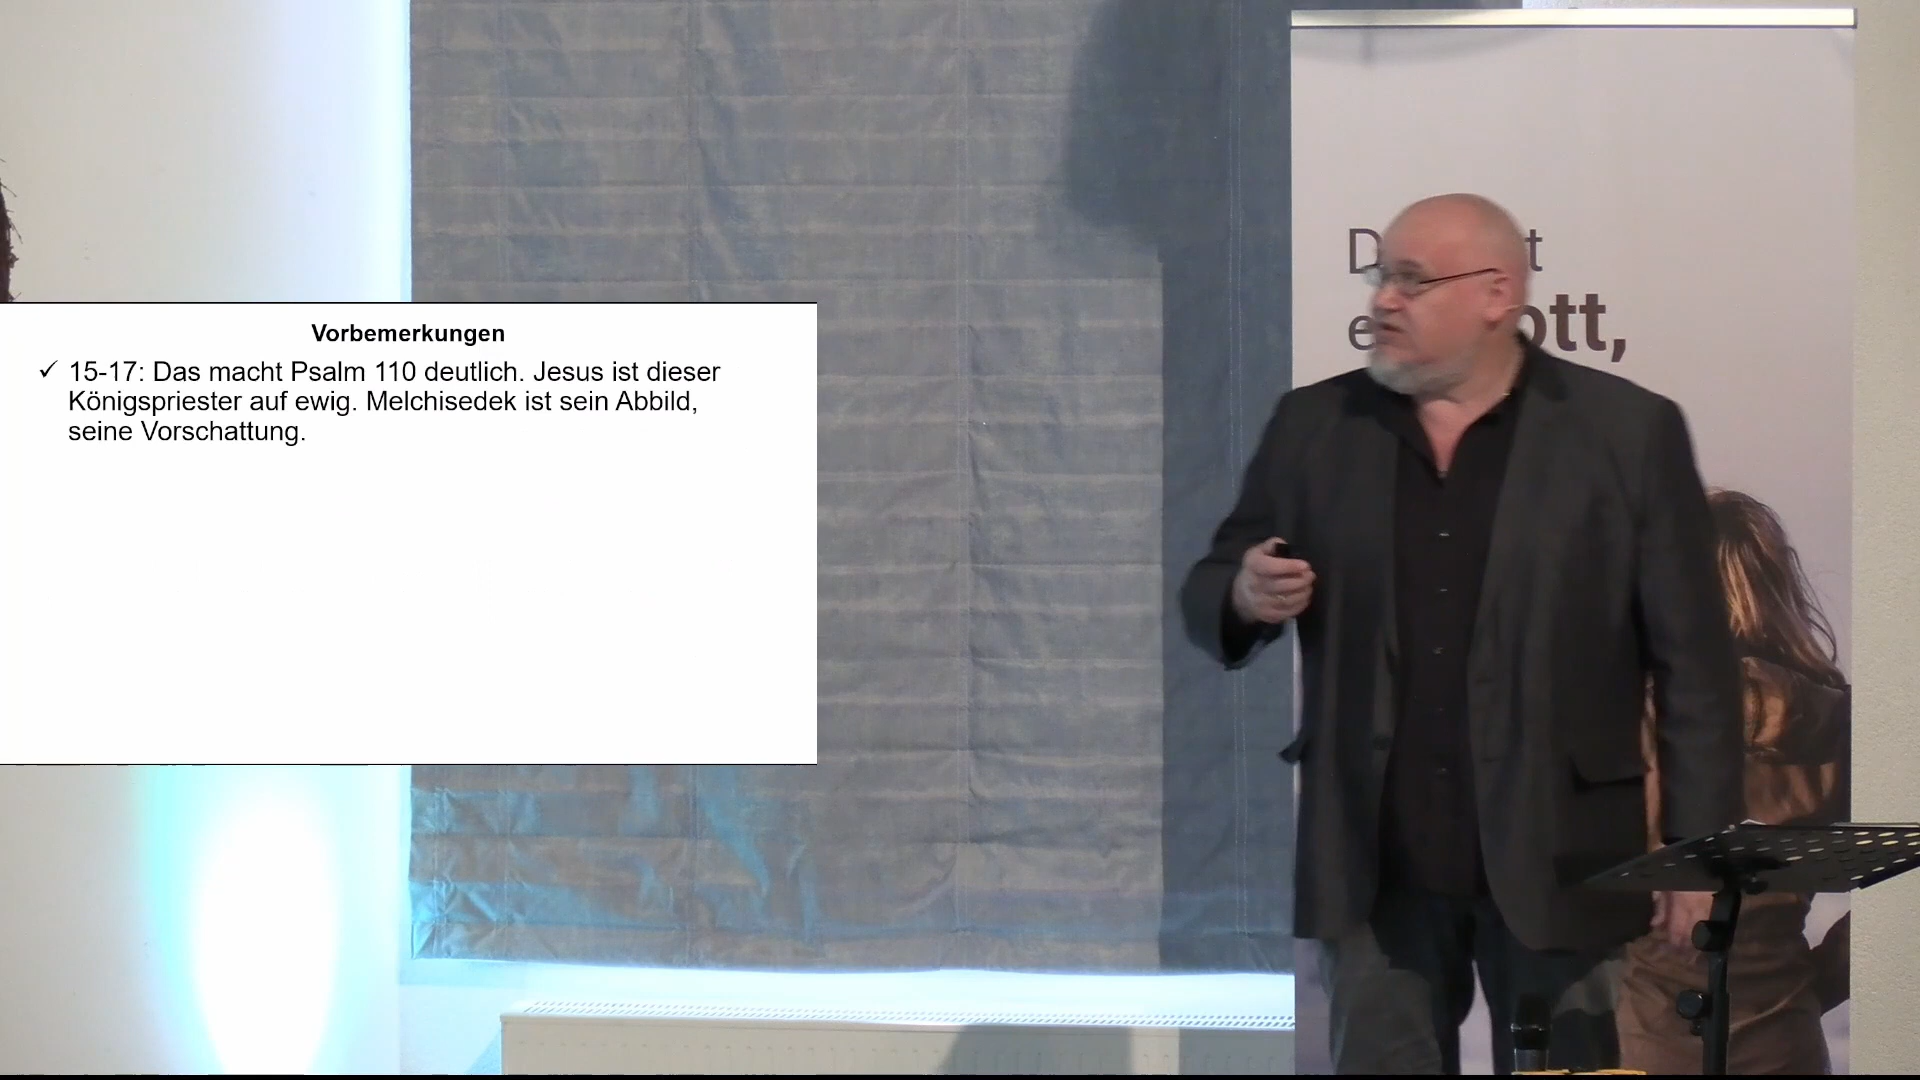 Vorbemerkungen
✓ 15-17: Das macht Psalm 110 deutlich. Jesus ist dieser
Königspriester auf ewig. Melchisedek ist sein Abbild,
seine Vorschattung.